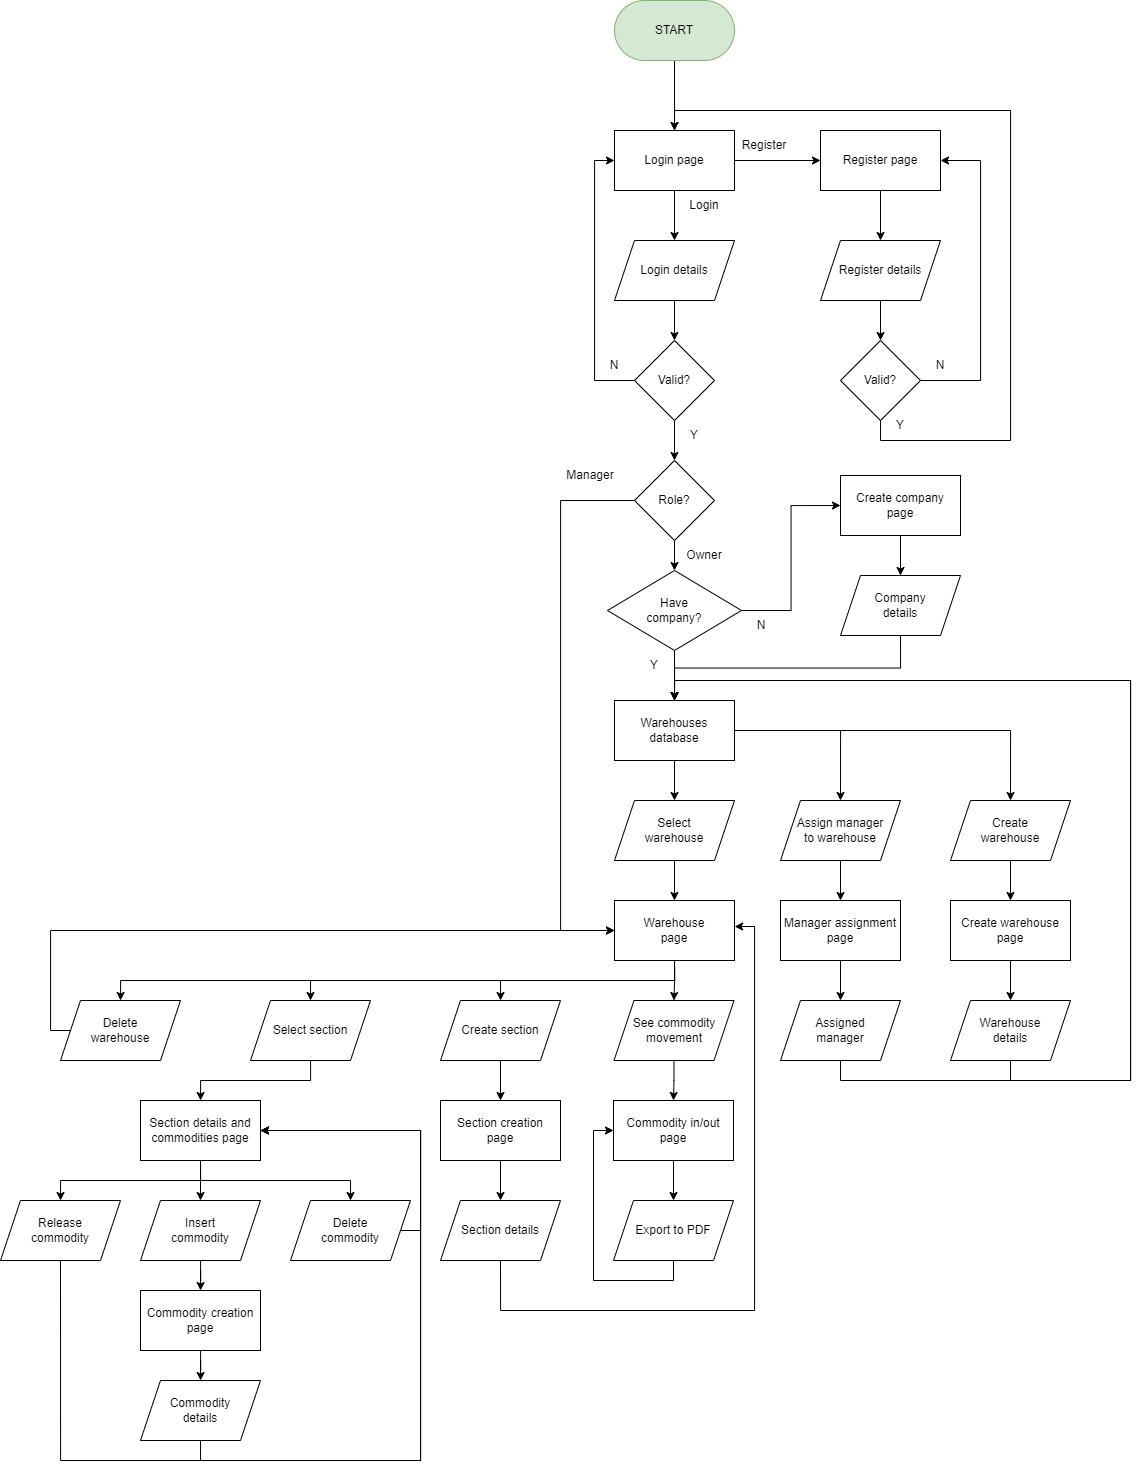 START
Login page
Register
Register page
Login
Login details
Register details
N
Valid?
Valid?
N
Y
Y
Manager
Role?
Create company
page
Owner
Have
company?
N
Company
details
Y
Warehouses
database
Select
warehouse
Assign manager
to warehouse
Create
warehouse
Warehouse
page
Manager assignment
page
Create warehouse
page
Delete
warehouse
Select section
Create section
See commodity
movement
Assigned
manager
Warehouse
details
Section details and
commodities page
Section creation
page
Commodity in/out
page
Release
commodity
Insert
commodity
Delete
commodity
Section details
Export to PDF
Commodity creation
page
Commodity
details